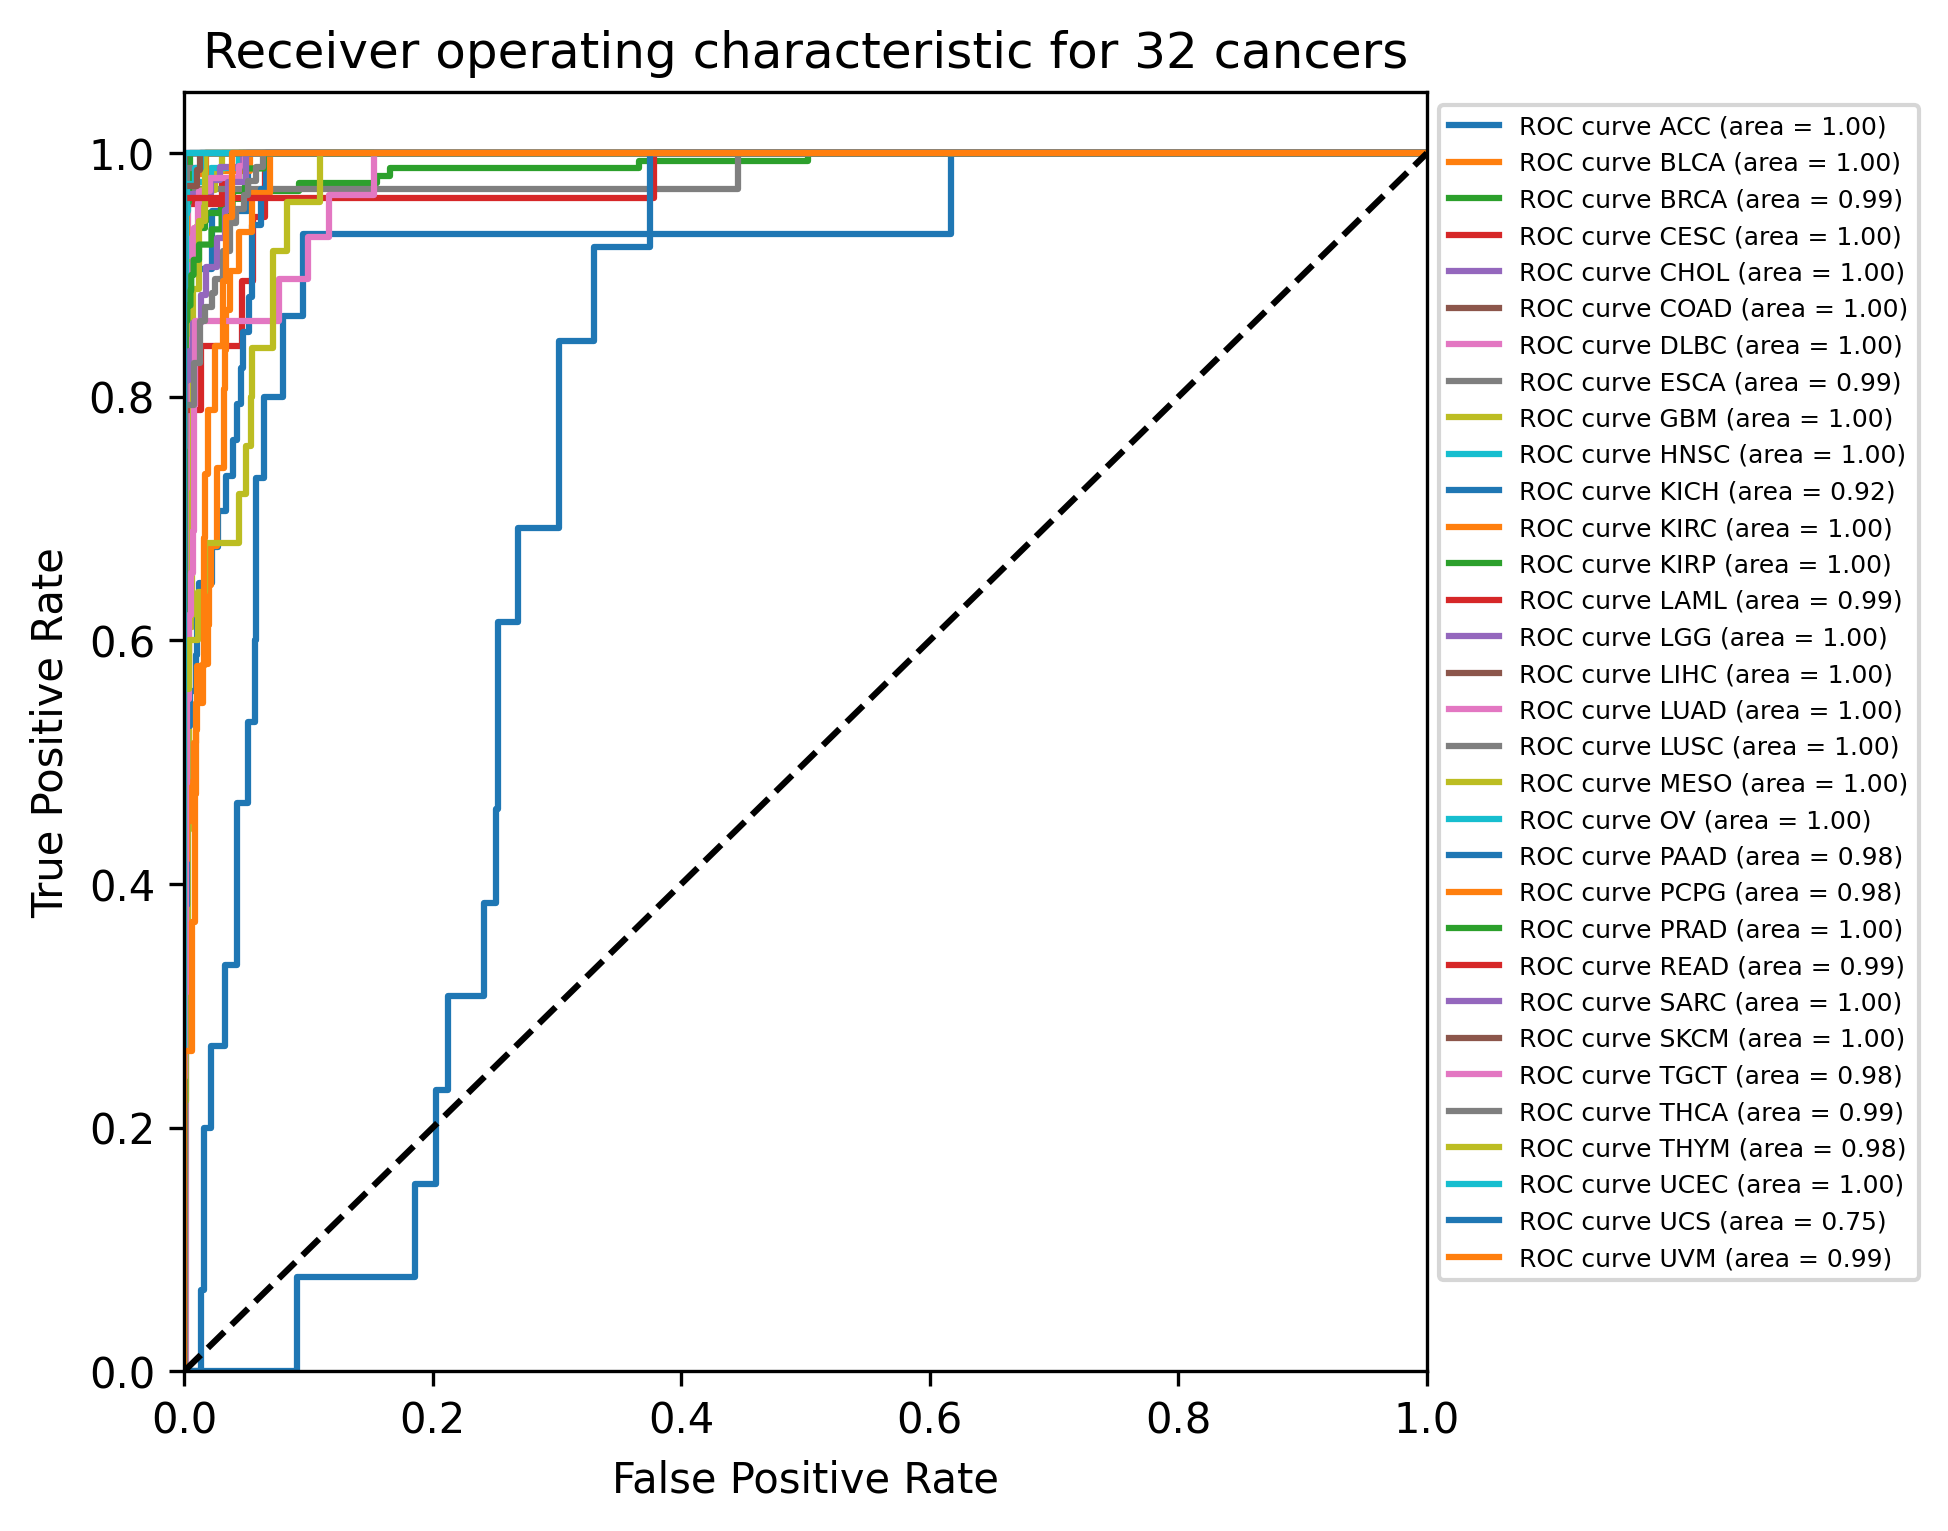 Receiver operating characteristic for 32 cancers
True Positive Rate
1.0
0.8
0.6
0.4
0.2
0.0
0.0 0.2 0.4 0.6 0.8 1.0
False Positive Rate
ROC curve ACC (area = 1.00)
ROC curve BLCA (area = 1.00)
ROC curve BRCA (area = 0.99)
ROC curve CESC (area = 1.00)
ROC curve CHOL (area = 1.00)
ROC curve COAD (area = 1.00)
ROC curve DLBC (area = 1.00)
ROC curve ESCA (area = 0.99)
ROC curve GBM (area = 1.00)
ROC curve HNSC (area = 1.00)
ROC curve KICH (area = 0.92)
ROC curve KIRC (area = 1.00)
ROC curve KIRP (area = 1.00)
ROC curve LAML (area = 0.99)
ROC curve LGG (area = 1.00)
ROC curve LIHC (area = 1.00)
ROC curve LUAD (area = 1.00)
ROC curve LUSC (area = 1.00)
ROC curve MESO (area = 1.00)
ROC curve OV (area = 1.00)
ROC curve PAAD (area = 0.98)
ROC curve PCPG (area = 0.98)
ROC curve PRAD (area = 1.00)
ROC curve READ (area = 0.99)
ROC curve SARC (area = 1.00)
ROC curve SKCM (area = 1.00)
ROC curve TGCT (area = 0.98)
ROC curve THCA (area = 0.99)
ROC curve THYM (area = 0.98)
ROC curve UCEC (area = 1.00)
ROC curve UCS (area = 0.75)
ROC curve UVM (area = 0.99)